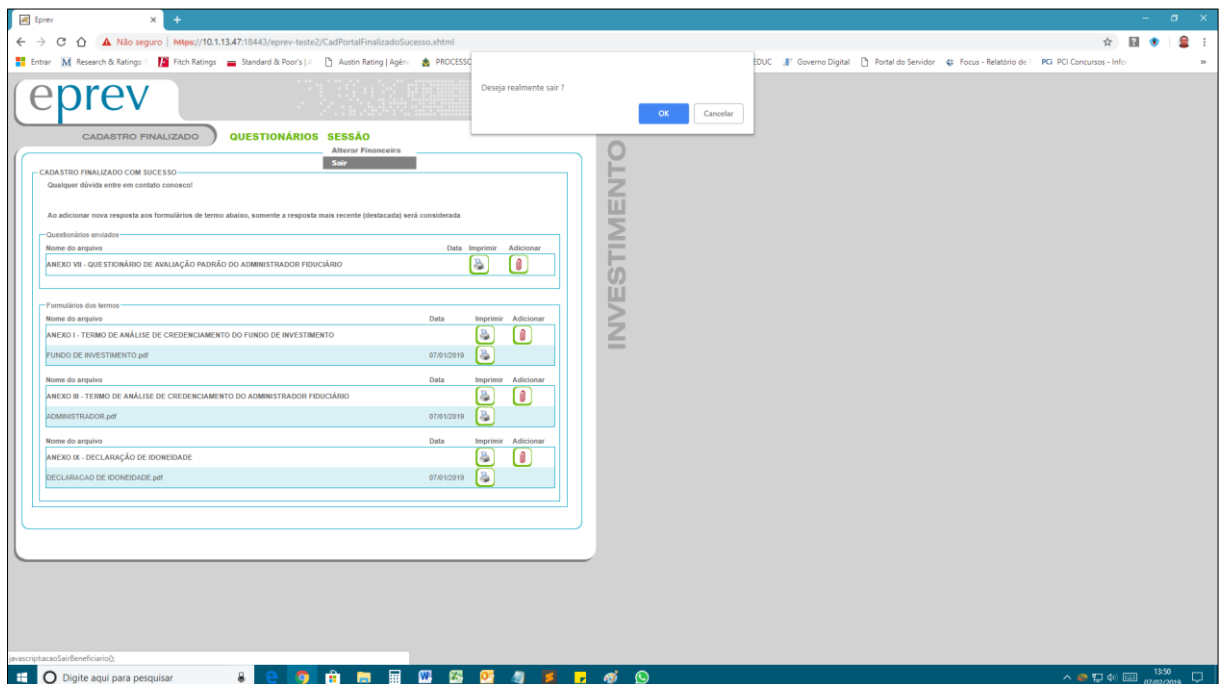 Eprev
Não seguro | https://10.1.13.47:18443/eprev-teste2/CadPortalFinalizadoSucesso.xhtml
Entrar Research & Ratings Fitch Ratings Standard & Poor's | Austin Rating | Agênc PROCESSO EDUC Governo Digital Portal do Servidor Focus - Relatório de PCI Concursos - Infor
Deseja realmente sair ?
OK Cancelar
eprev
CADASTRO FINALIZADO QUESTIONÁRIOS SESSÃO
Alterar Financeira
Sair
INVESTIMENTO
CADASTRO FINALIZADO COM SUCESSO
Qualquer dúvida entre em contato conosco!
Ao adicionar nova resposta aos formulários de termo abaixo, somente a resposta mais recente (destacada) será considerada
Questionários enviados
Nome do arquivo Data Imprimir Adicionar
ANEXO VII - QUESTIONÁRIO DE AVALIAÇÃO PADRÃO DO ADMINISTRADOR FIDUCIÁRIO
Formulários dos termos
Nome do arquivo Data Imprimir Adicionar
ANEXO I - TERMO DE ANÁLISE DE CREDENCIAMENTO DO FUNDO DE INVESTIMENTO
FUNDO DE INVESTIMENTO.pdf 07/01/2019
Nome do arquivo Data Imprimir Adicionar
ANEXO III - TERMO DE ANÁLISE DE CREDENCIAMENTO DO ADMINISTRADOR FIDUCIÁRIO
ADMINISTRADOR.pdf 07/01/2019
Nome do arquivo Data Imprimir Adicionar
ANEXO IX - DECLARAÇÃO DE IDONEIDADE
DECLARACAO DE IDONEIDADE.pdf 07/01/2019
javascript:acaoSairBeneficiario();
Digite aqui para pesquisar
13:50
07/02/2019